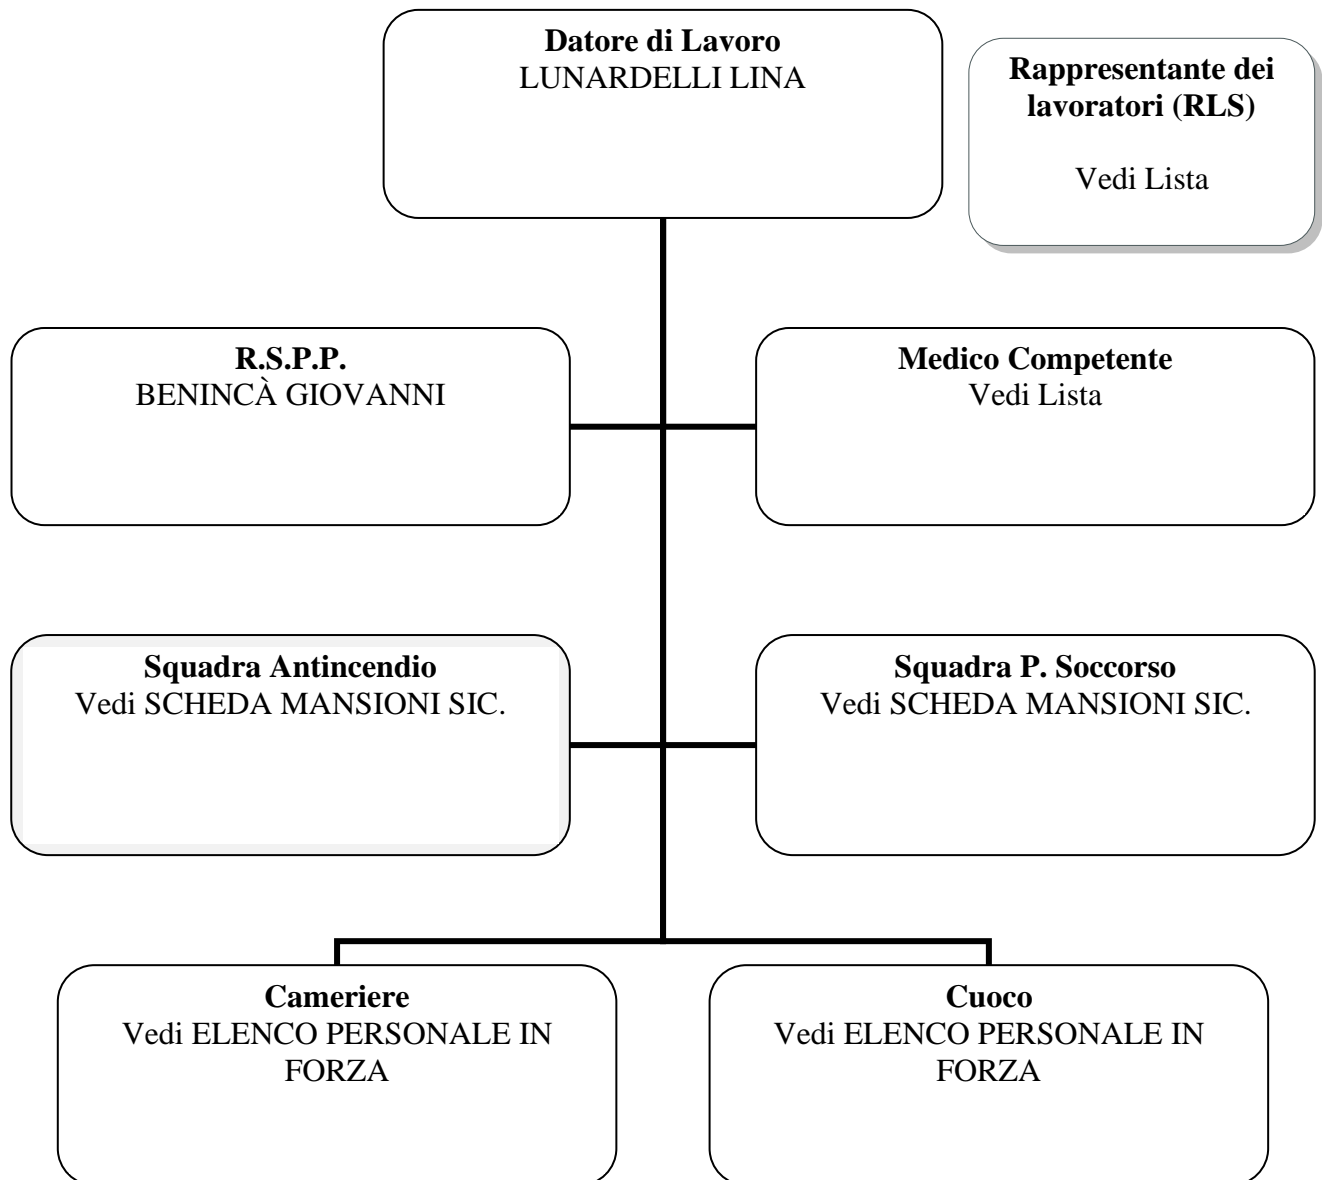 Datore di Lavoro
LUNARDELLI LINA
Rappresentante dei
lavoratori (RLS)
Vedi Lista
R.S.P.P.
BENINCÀ GIOVANNI
Medico Competente
Vedi Lista
Squadra Antincendio
Vedi SCHEDA MANSIONI SIC.
Squadra P. Soccorso
Vedi SCHEDA MANSIONI SIC.
Cameriere
Vedi ELENCO PERSONALE IN
FORZA
Cuoco
Vedi ELENCO PERSONALE IN
FORZA